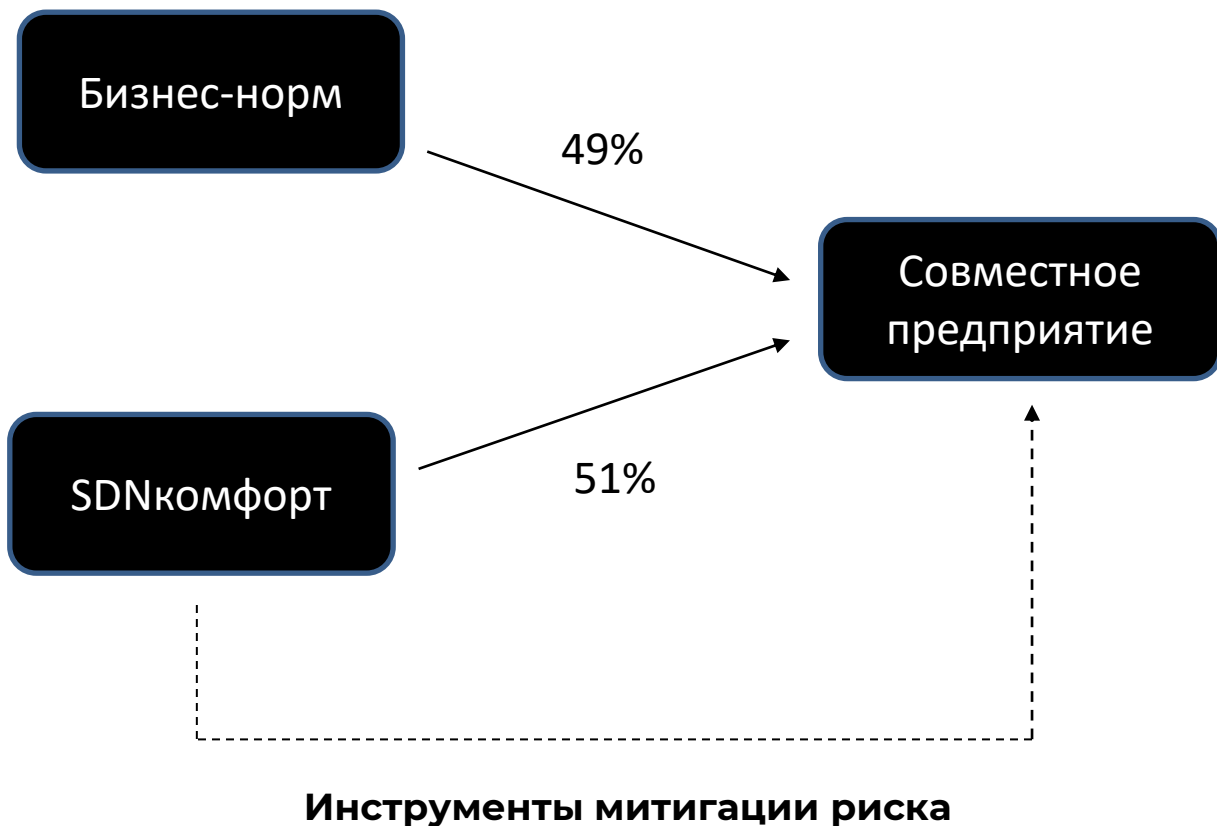 Бизнес-норм
49%
Совместное
предприятие
SDNкомфорт
51%
Инструменты митигации риска